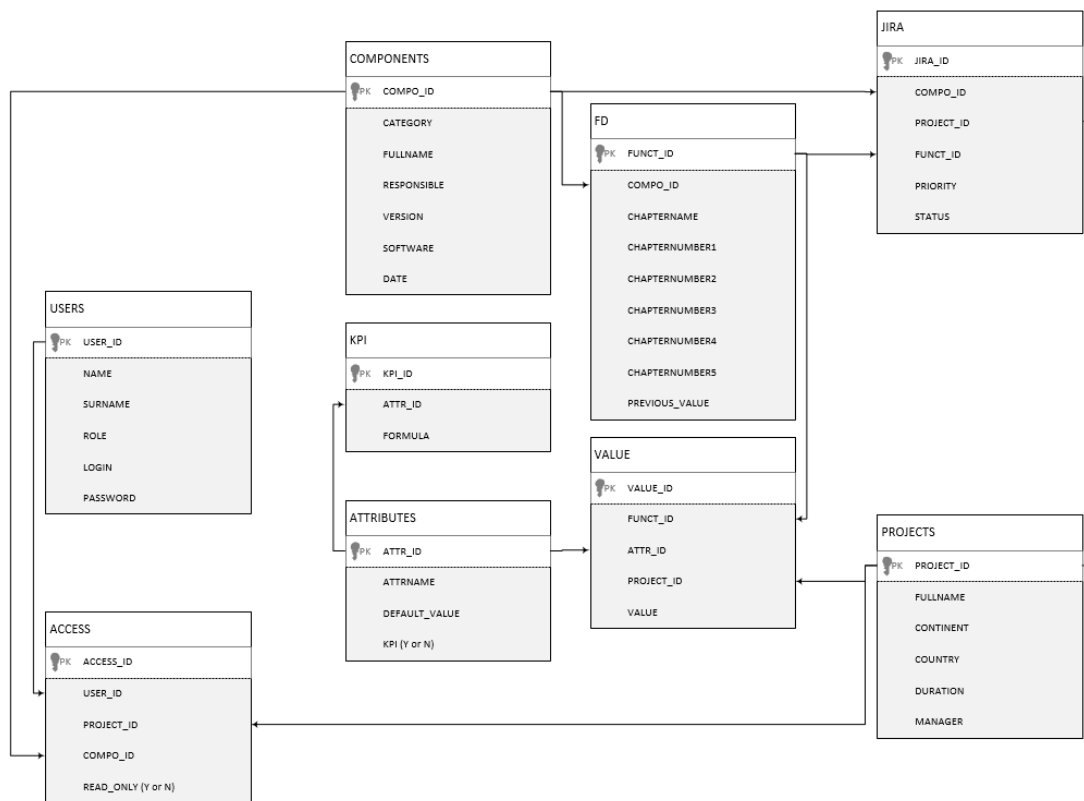 JIRA
PK JIRA_ID
COMPO_ID
PROJECT_ID
FUNCT_ID
PRIORITY
STATUS
COMPONENTS
PK COMPO_ID
CATEGORY
FULLNAME
RESPONSIBLE
VERSION
SOFTWARE
DATE
FD
PK FUNCT_ID
COMPO_ID
CHAPTERNAME
CHAPTERNUMBER1
CHAPTERNUMBER2
CHAPTERNUMBER3
CHAPTERNUMBER4
CHAPTERNUMBER5
PREVIOUS_VALUE
USERS
PK USER_ID
NAME
SURNAME
ROLE
LOGIN
PASSWORD
KPI
PK KPI_ID
ATTR_ID
FORMULA
VALUE
PK VALUE_ID
FUNCT_ID
ATTR_ID
PROJECT_ID
VALUE
ATTRIBUTES
PK ATTR_ID
ATTRNAME
DEFAULT_VALUE
KPI (Y or N)
PROJECTS
PK PROJECT_ID
FULLNAME
CONTINENT
COUNTRY
DURATION
MANAGER
ACCESS
PK ACCESS_ID
USER_ID
PROJECT_ID
COMPO_ID
READ_ONLY (Y or N)